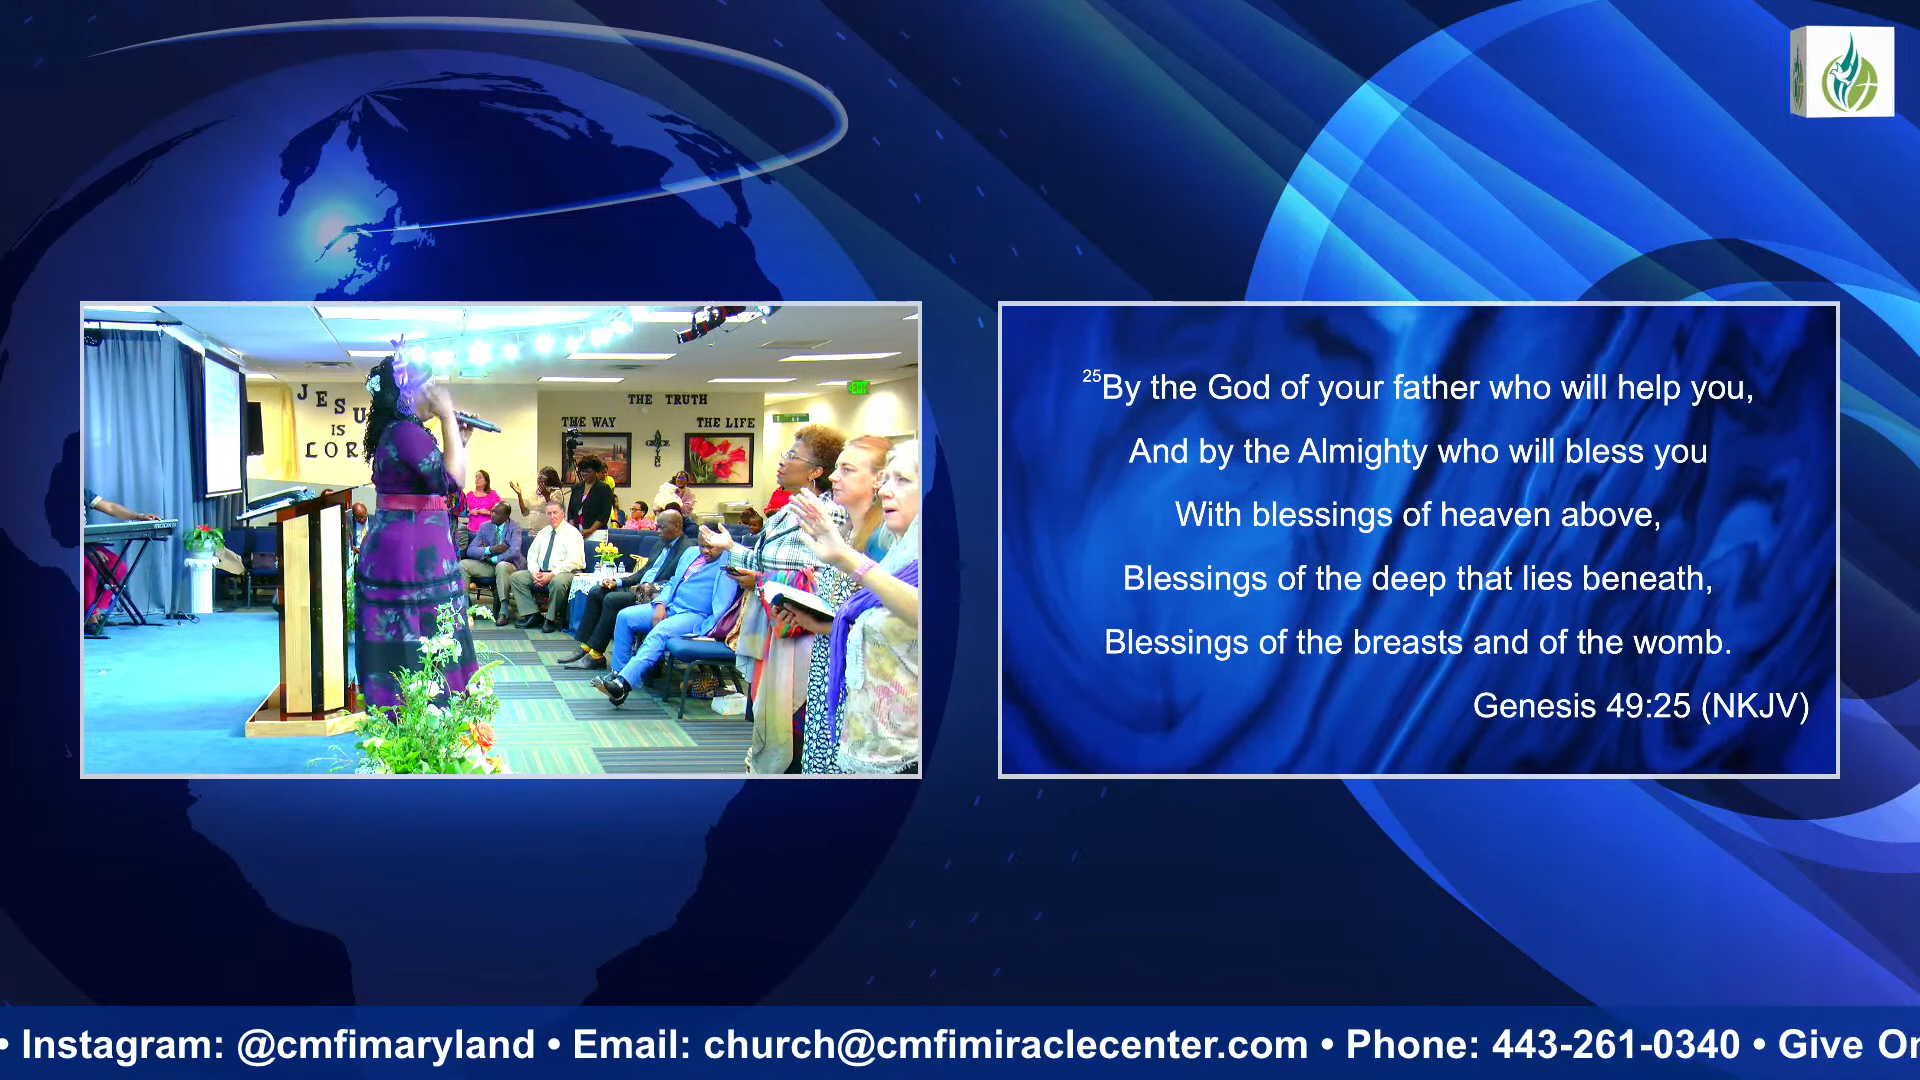 JESU
IS
LOR
THE TRUTH
THE WAY
THE LIFE
GRACE
EXIT
25By the God of your father who will help you,
And by the Almighty who will bless you
With blessings of heaven above,
Blessings of the deep that lies beneath,
Blessings of the breasts and of the womb.
Genesis 49:25 (NKJV)
• Instagram: @cmfimaryland • Email: church@cmfimiraclecenter.com • Phone: 443-261-0340 • Give